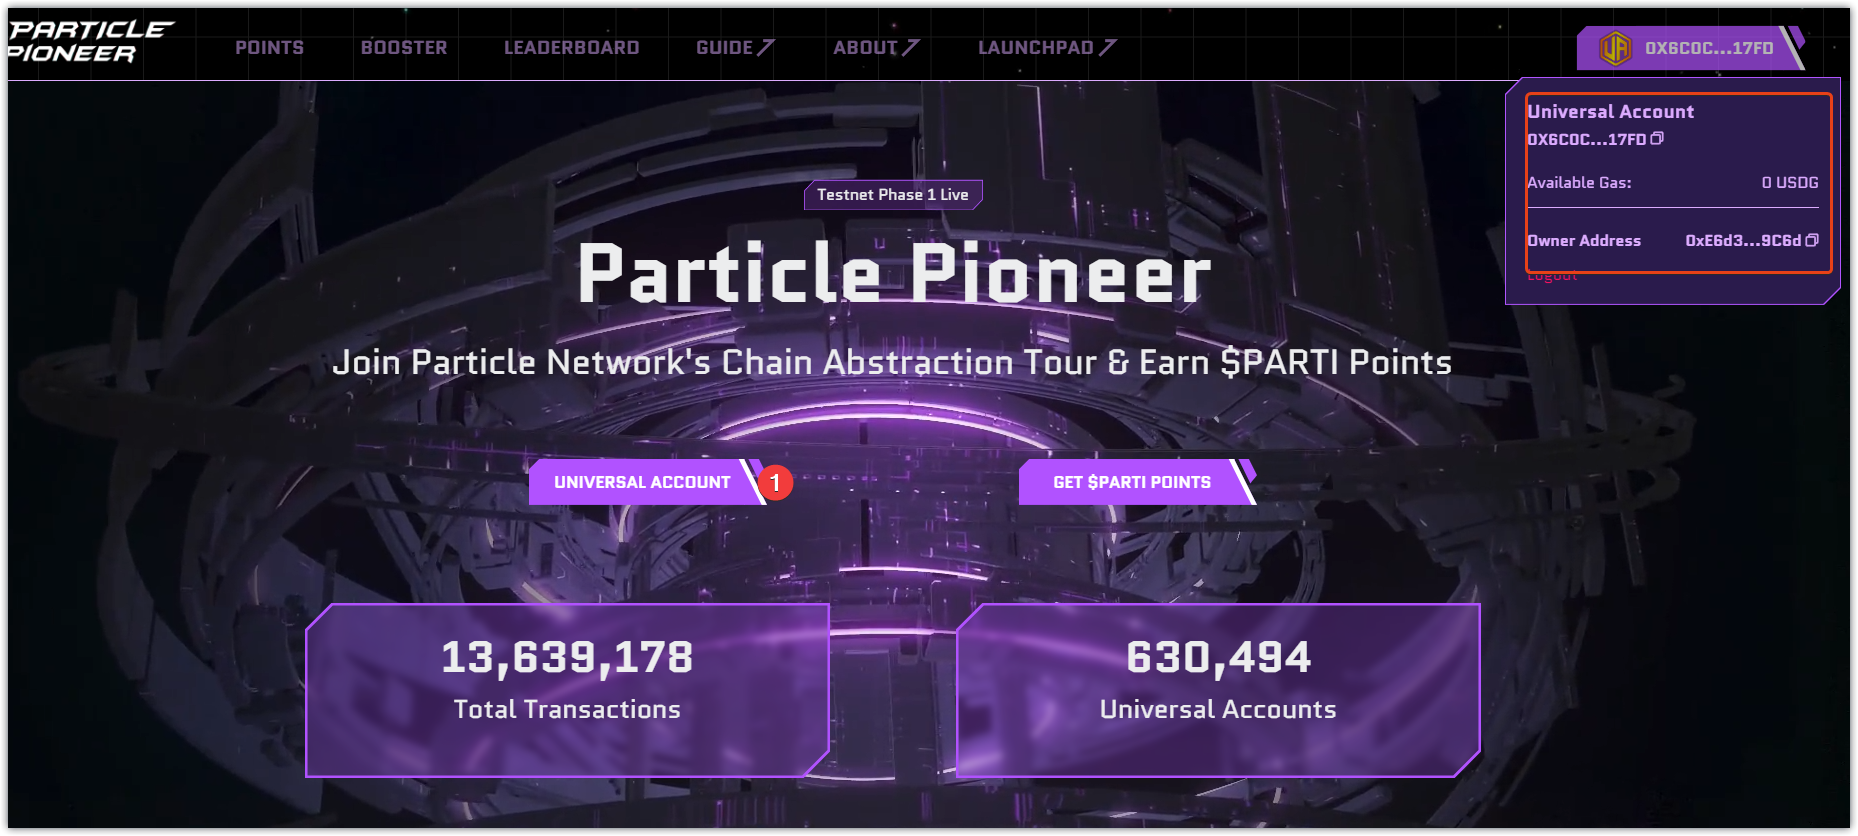 PARTICLE
PIONEER
POINTS
BOOSTER
LEADERBOARD
GUIDE
ABOUT
LAUNCHPAD
UA
0X6C0C...17FD
Universal Account
0X6C0C...17FD
Available Gas: 0 USDG
Owner Address 0xE6d3...9C6d
Logout
Testnet Phase 1 Live
Particle Pioneer
Join Particle Network's Chain Abstraction Tour & Earn $PARTI Points
UNIVERSAL ACCOUNT
1
GET $PARTI POINTS
13,639,178
Total Transactions
630,494
Universal Accounts